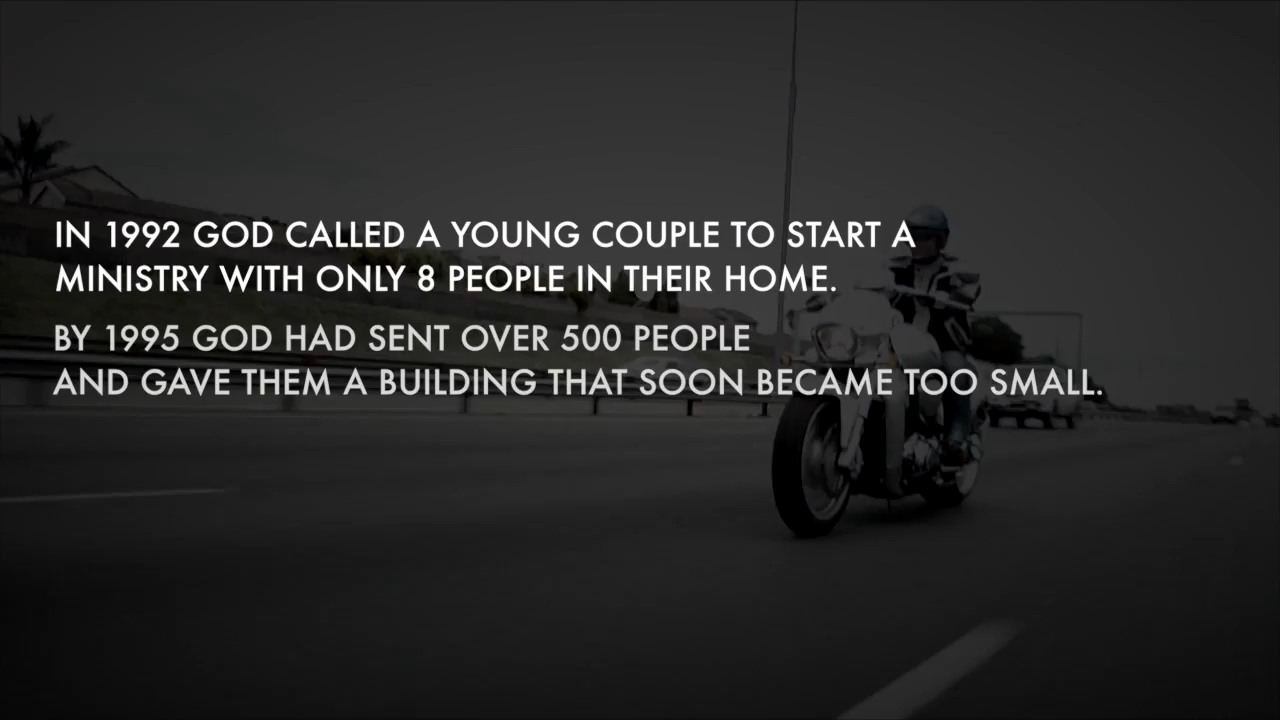 IN 1992 GOD CALLED A YOUNG COUPLE TO START A
MINISTRY WITH ONLY 8 PEOPLE IN THEIR HOME.
BY 1995 GOD HAD SENT OVER 500 PEOPLE
AND GAVE THEM A BUILDING THAT SOON BECAME TOO SMALL.